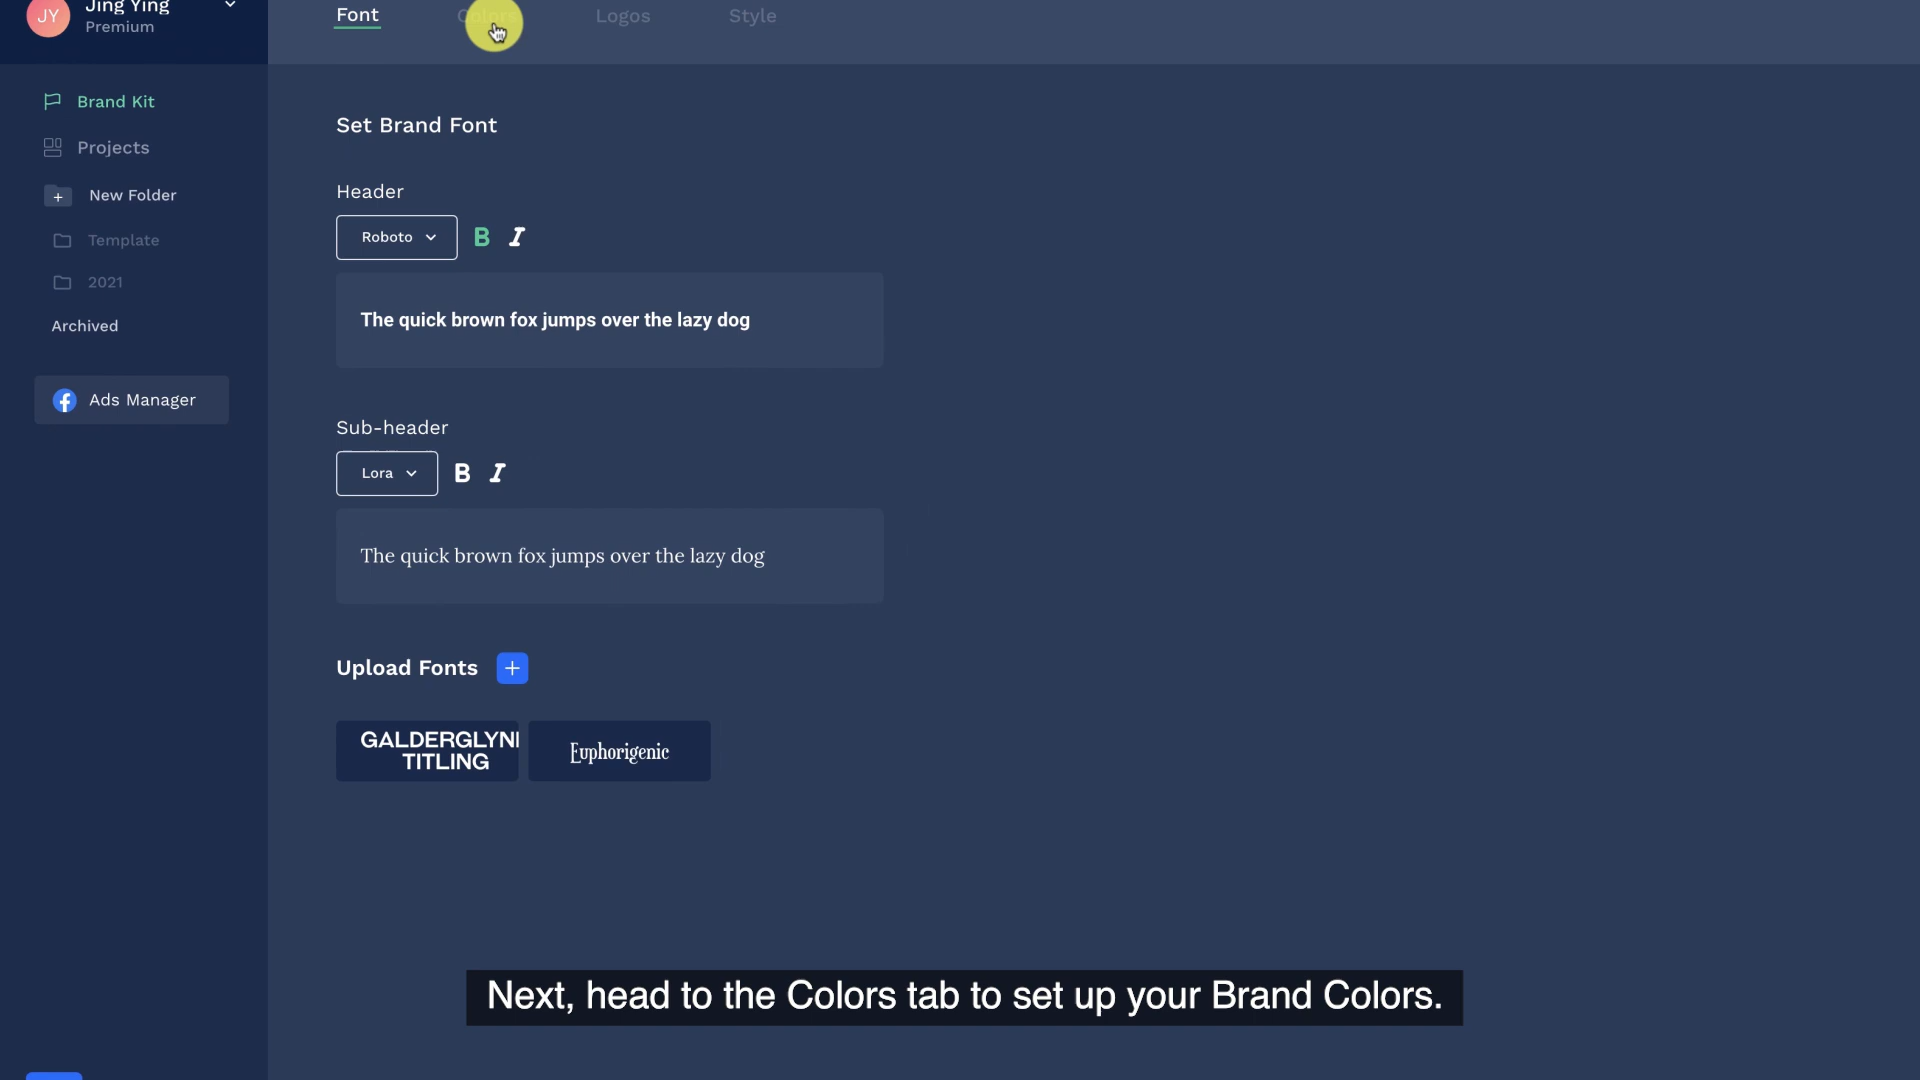 JY
Jing Ying
Premium
Font
Colors
Logos
Style
Brand Kit
Projects
New Folder
Template
2021
Archived
Ads Manager
Set Brand Font
Header
Roboto
B I
The quick brown fox jumps over the lazy dog
Sub-header
Lora
B I
The quick brown fox jumps over the lazy dog
Upload Fonts +
GALDERGLYN
TITLING
Euphorigenic
Next, head to the Colors tab to set up your Brand Colors.